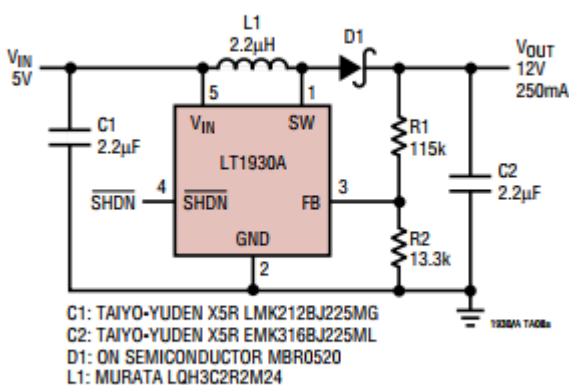 L1
2.2µH
D1
VIN
5V
VOUT
12V
250mA
5
1
C1
2.2µF
VIN
SW
R1
115k
LT1930A
4
3
SHDN
SHDN
FB
C2
2.2µF
GND
R2
13.3k
2
1930/A TA08a
C1: TAIYO-YUDEN X5R LMK212BJ225MG
C2: TAIYO-YUDEN X5R EMK316BJ225ML
D1: ON SEMICONDUCTOR MBR0520
L1: MURATA LQH3C2R2M24